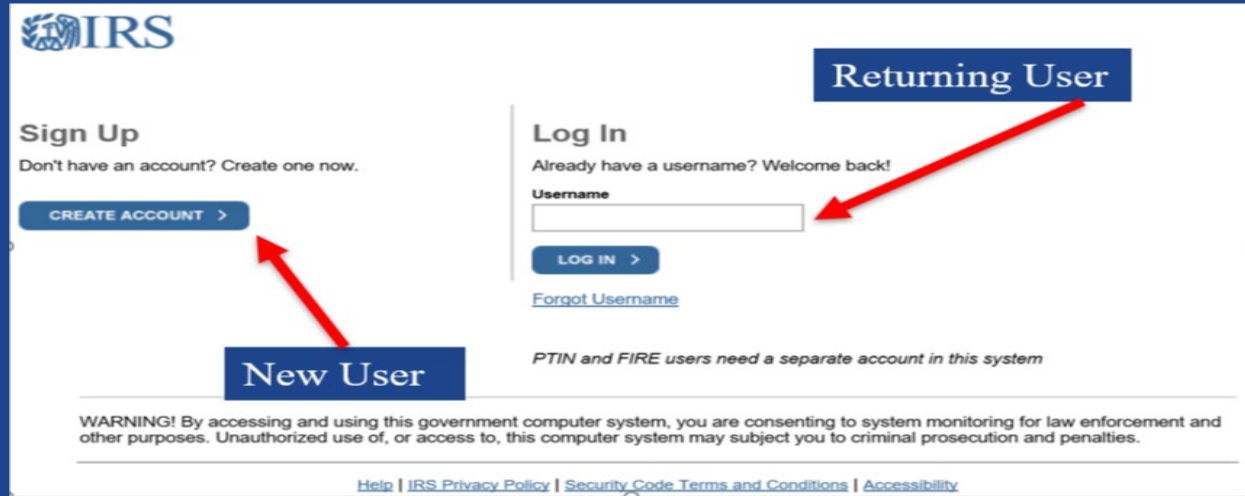 IRS
Returning User
Sign Up
Don't have an account? Create one now.
CREATE ACCOUNT >
Log In
Already have a username? Welcome back!
Username
LOG IN >
Forgot Username
New User
PTIN and FIRE users need a separate account in this system
WARNING! By accessing and using this government computer system, you are consenting to system monitoring for law enforcement and
other purposes. Unauthorized use of, or access to, this computer system may subject you to criminal prosecution and penalties.
Help | IRS Privacy Policy | Security Code Terms and Conditions | Accessibility